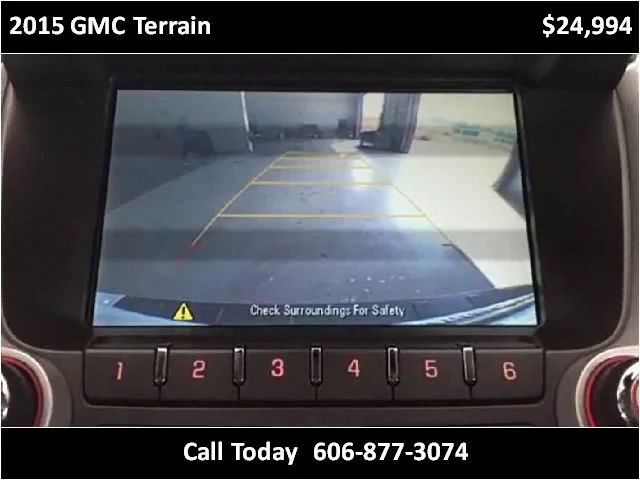 2015 GMC Terrain $24,994
Check Surroundings For Safety
1 2 3 4 5 6
Call Today 606-877-3074